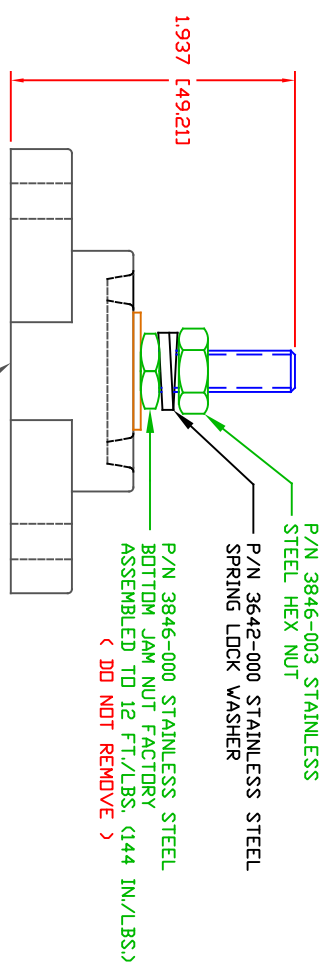 1.937 [49.21]
P/N 3846-003 STAINLESS
STEEL HEX NUT
P/N 3642-000 STAINLESS STEEL
SPRING LOCK WASHER
P/N 3846-000 STAINLESS STEEL
BOTTOM JAM NUT FACTORY
ASSEMBLED TO 12 FT./LBS. (144 IN./LBS.)
( DO NOT REMOVE )